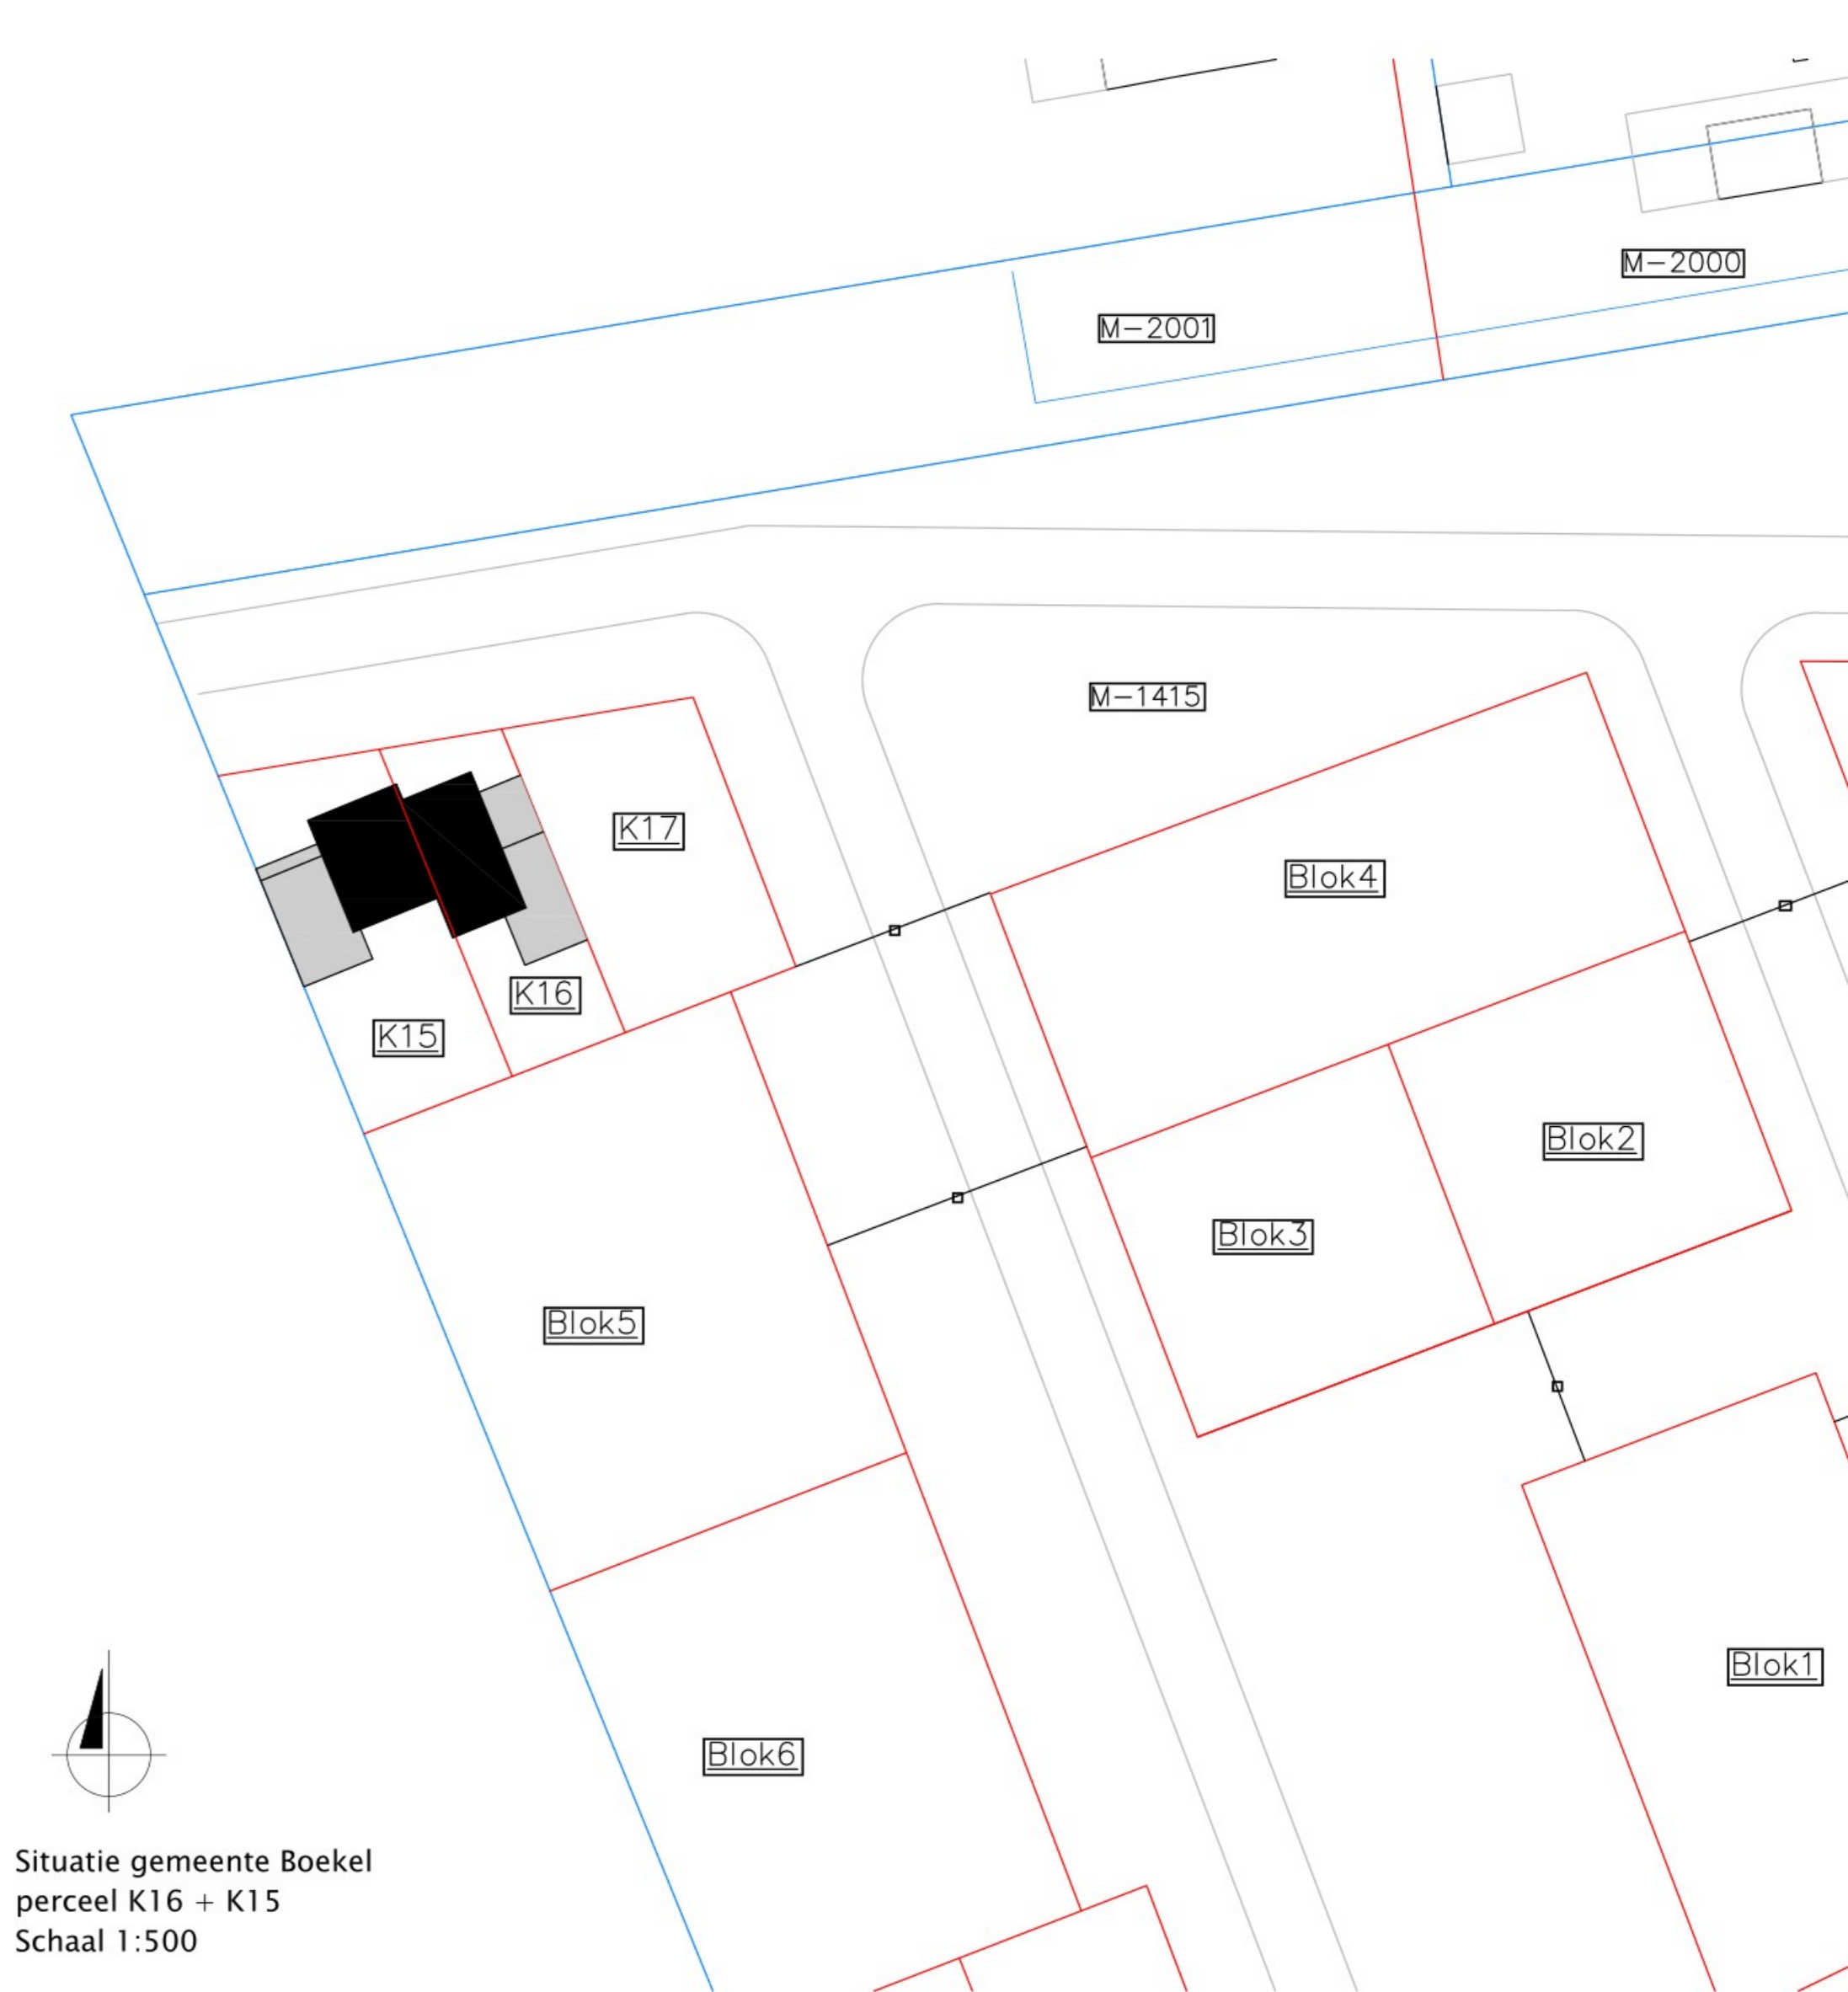 M-2000
M-2001
M-1415
K17
Blok4
K16
K15
Blok2
Blok3
Blok5
Blok1
Blok6
Situatie gemeente Boekel
perceel K16 + K15
Schaal 1:500